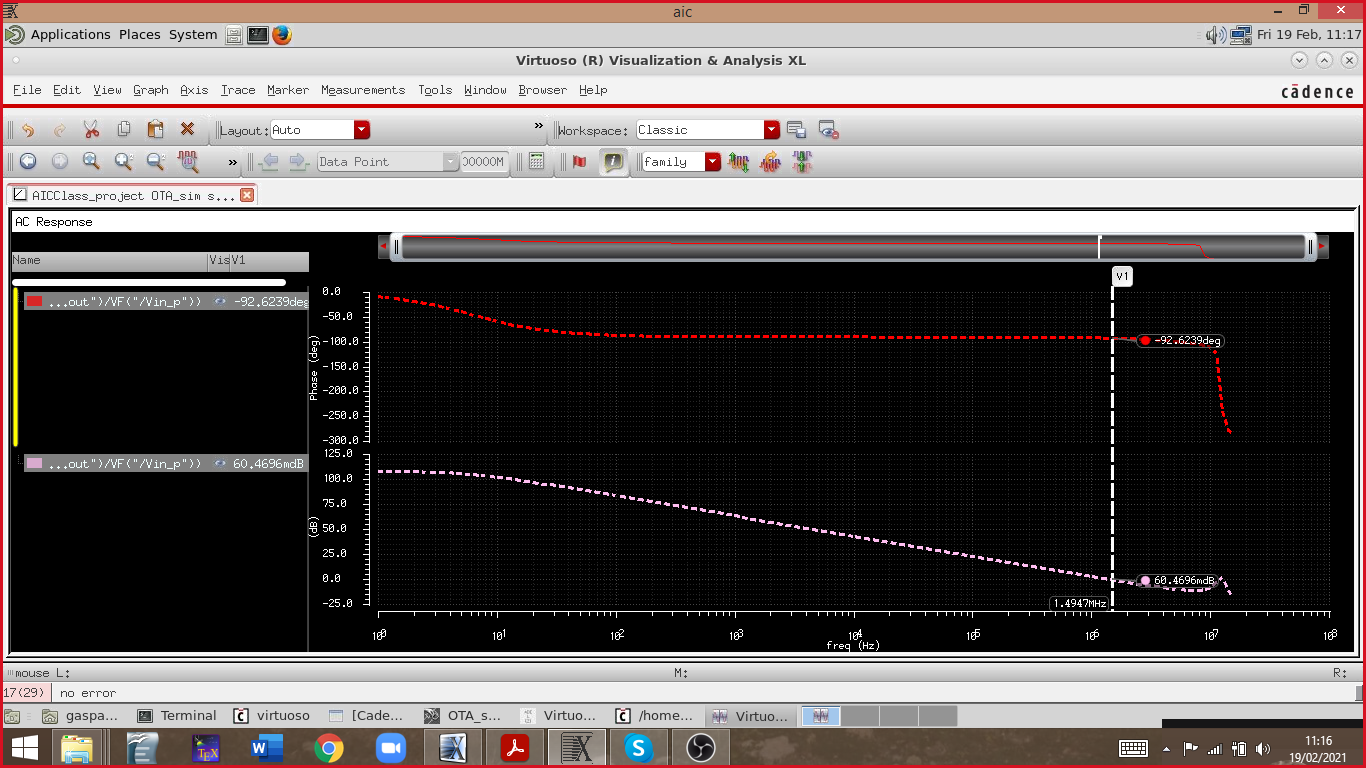 aic
Applications Places System
Fri 19 Feb, 11:17
Virtuoso (R) Visualization & Analysis XL
File Edit View Graph Axis Trace Marker Measurements Tools Window Browser Help
cādence
Layout: Auto
»
Workspace: Classic
»
Data Point
00000M
family
AICClass_project OTA_sim s...
AC Response
Name
Vis
V1
...out")/VF("/Vin_p"))
-92.6239deg
...out")/VF("/Vin_p"))
60.4696mdB
V1
0.0
-50.0
-100.0
-150.0
-200.0
-250.0
-300.0
Phase (deg)
-92.6239deg
125.0
100.0
75.0
50.0
25.0
0.0
-25.0
(dB)
60.4696mdB
1.4947MHz
10^0 10^1 10^2 10^3 10^4 10^5 10^6 10^7 10^8
freq (Hz)
mouse L:
M:
R:
17(29)
no error
gaspa...
Terminal
virtuoso
[Cade...
OTA_s...
Virtuo...
/home...
Virtuo...
11:16
19/02/2021